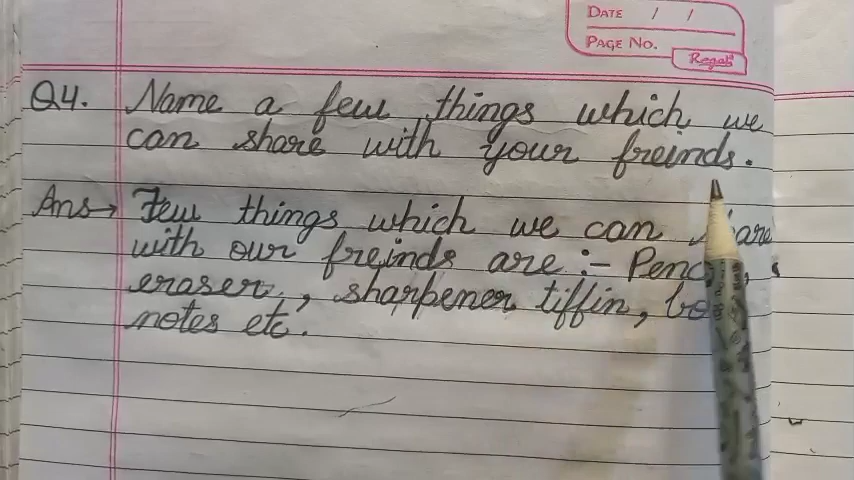 DATE / /
PAGE NO.
Regal
Q4. Name a few things which we
can share with your freinds.
Ans→ Few things which we can
with our freinds are :-
eraser, sharpener tiffin,
notes etc.